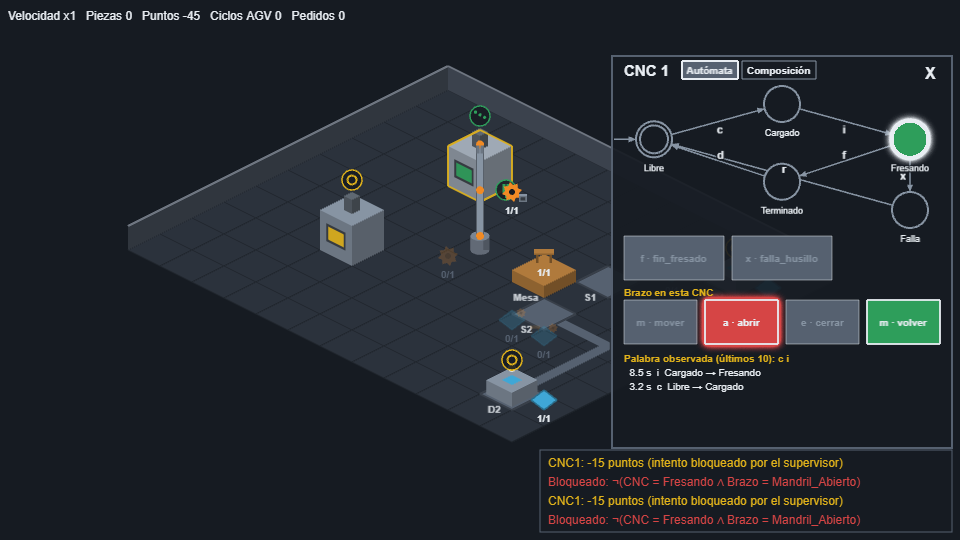 Velocidad x1 Piezas 0 Puntos -45 Ciclos AGV 0 Pedidos 0
CNC 1 Autómata Composición X
Cargado
c i
Libre
d r f
Fresando
x
Terminado
Falla
1/1
0/1
1/1
Mesa S1
S2
0/1
0/1
D2
1/1
f · fin_fresado x · falla_husillo
Brazo en esta CNC
m · mover a · abrir e · cerrar m · volver
Palabra observada (últimos 10): c i
8.5 s i Cargado → Fresando
3.2 s c Libre → Cargado
CNC1: -15 puntos (intento bloqueado por el supervisor)
Bloqueado: ¬(CNC = Fresando ∧ Brazo = Mandril_Abierto)
CNC1: -15 puntos (intento bloqueado por el supervisor)
Bloqueado: ¬(CNC = Fresando ∧ Brazo = Mandril_Abierto)